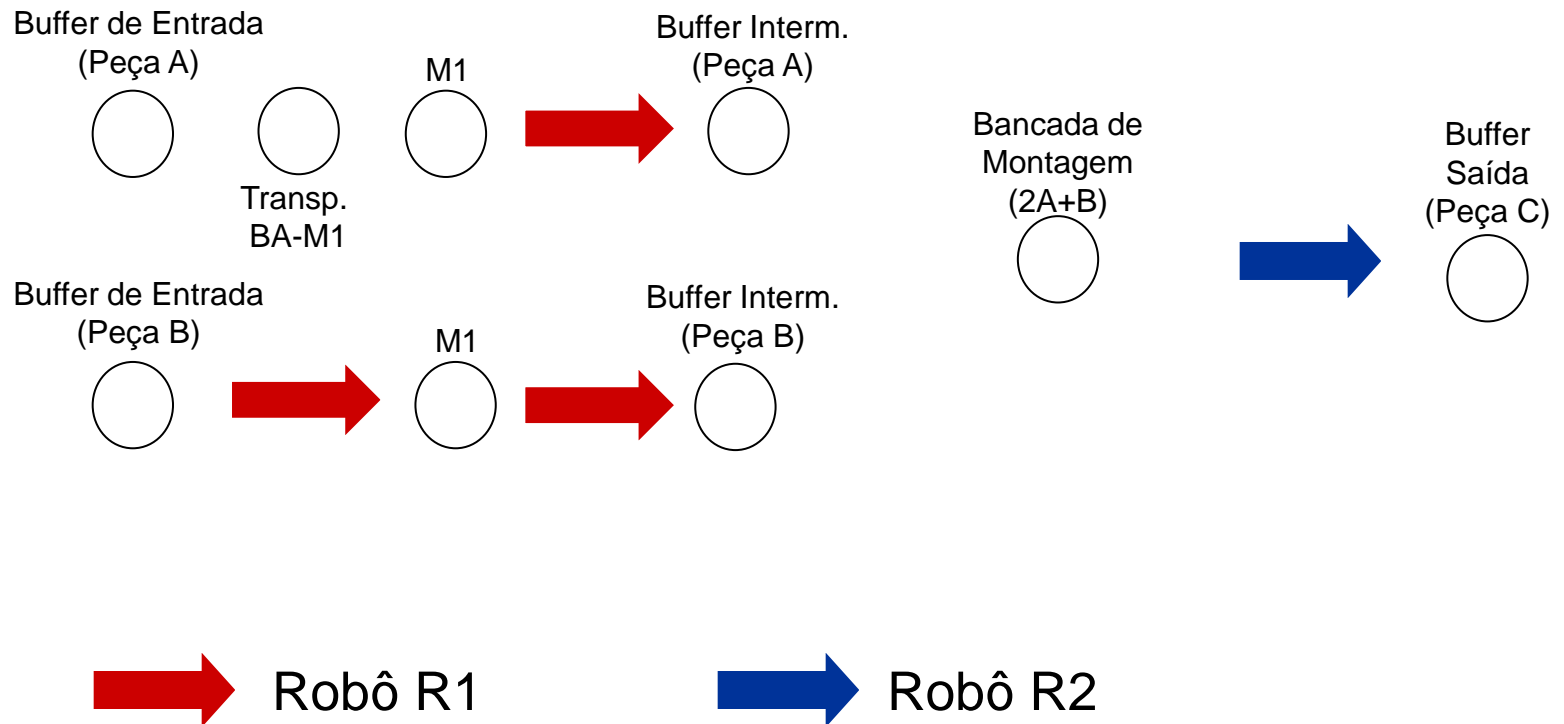 Buffer de Entrada
(Peça A)
M1
Buffer Interm.
(Peça A)
Transp.
BA-M1
Bancada de
Montagem
(2A+B)
Buffer
Saída
(Peça C)
Buffer de Entrada
(Peça B)
M1
Buffer Interm.
(Peça B)
Robô R1
Robô R2